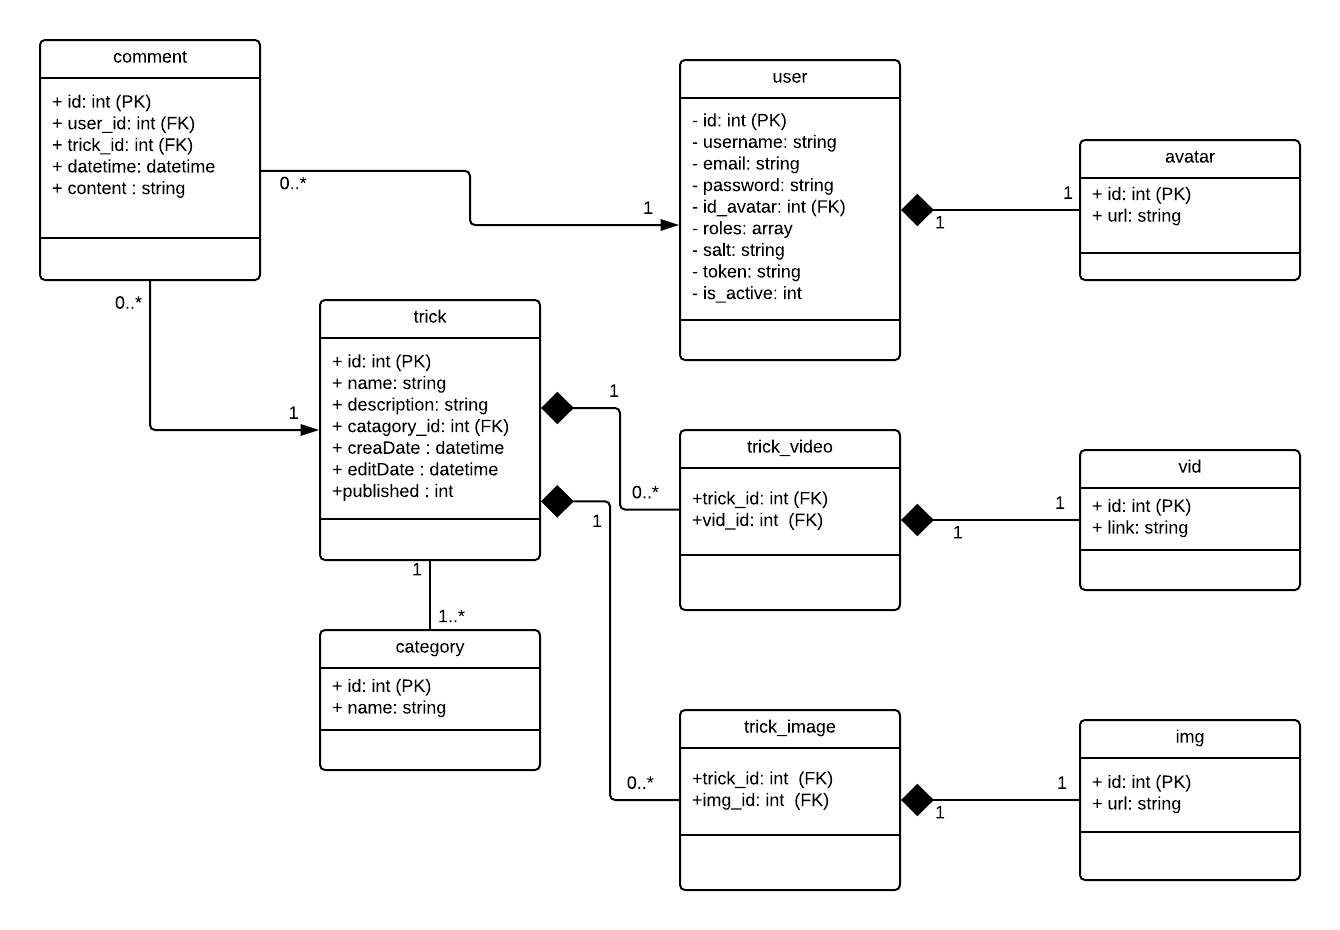 comment
+ id: int (PK)
+ user_id: int (FK)
+ trick_id: int (FK)
+ datetime: datetime
+ content : string
0..*
1
0..*
1
user
- id: int (PK)
- username: string
- email: string
- password: string
- id_avatar: int (FK)
- roles: array
- salt: string
- token: string
- is_active: int
1
1
avatar
+ id: int (PK)
+ url: string
trick
+ id: int (PK)
+ name: string
+ description: string
+ catagory_id: int (FK)
+ creaDate : datetime
+ editDate : datetime
+published : int
1
0..*
1
0..*
1
1..*
category
+ id: int (PK)
+ name: string
trick_video
+trick_id: int (FK)
+vid_id: int  (FK)
1
1
vid
+ id: int (PK)
+ link: string
trick_image
+trick_id: int  (FK)
+img_id: int  (FK)
1
1
img
+ id: int (PK)
+ url: string